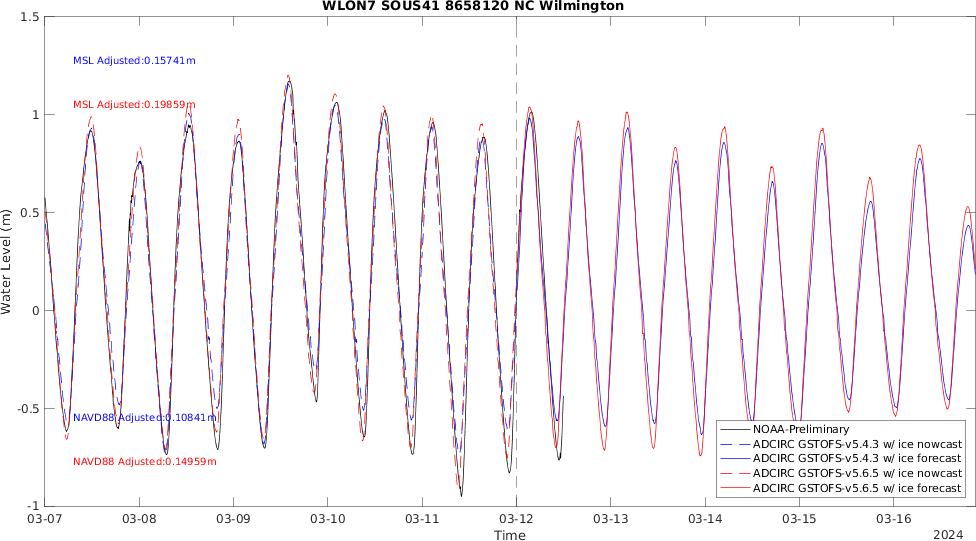 WLON7 SOUS41 8658120 NC Wilmington
1.5
1
0.5
0
-0.5
-1
Water Level (m)
MSL Adjusted:0.15741m
MSL Adjusted:0.19859m
NAVD88 Adjusted:0.10841m
NAVD88 Adjusted:0.14959m
NOAA-Preliminary
ADCIRC GSTOFS-v5.4.3 w/ ice nowcast
ADCIRC GSTOFS-v5.4.3 w/ ice forecast
ADCIRC GSTOFS-v5.6.5 w/ ice nowcast
ADCIRC GSTOFS-v5.6.5 w/ ice forecast
03-07 03-08 03-09 03-10 03-11 03-12 03-13 03-14 03-15 03-16
Time
2024